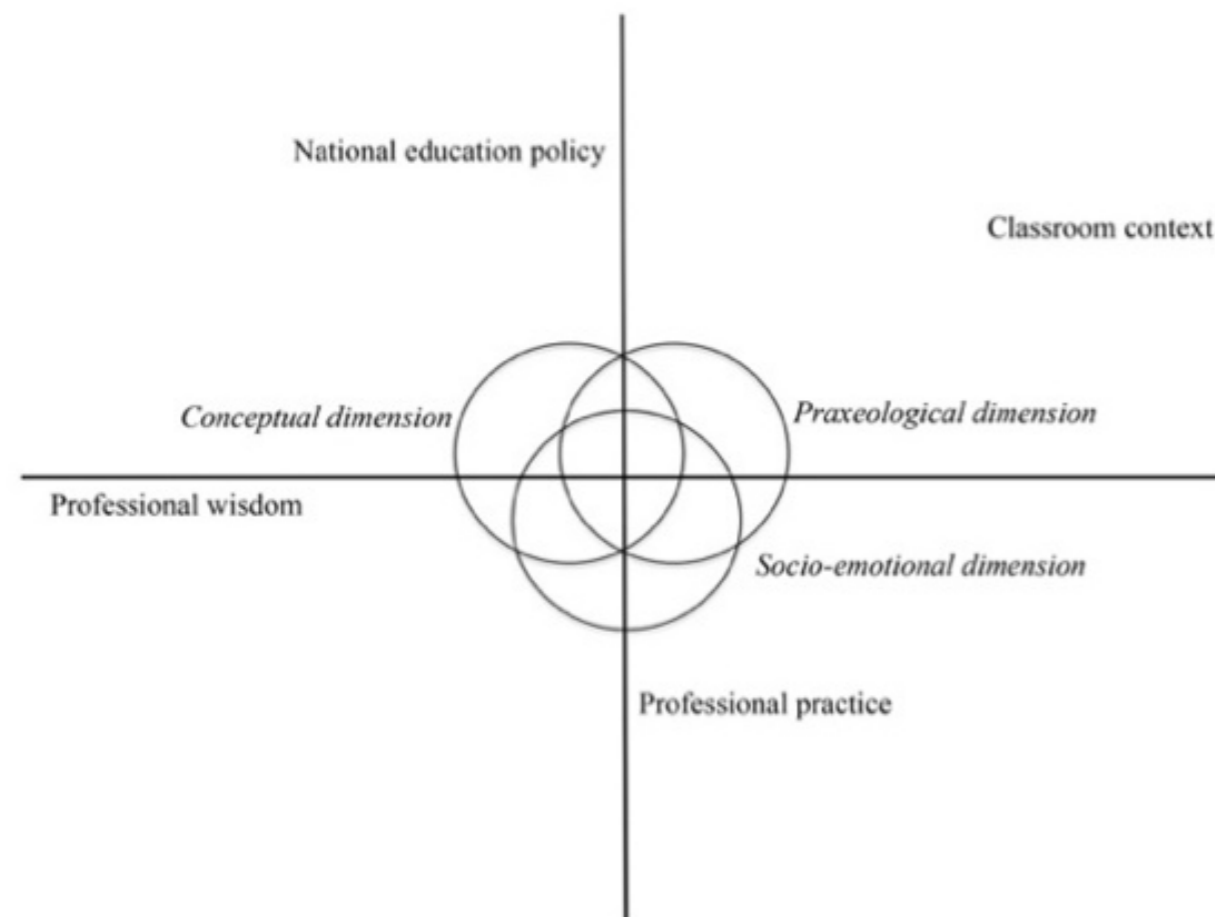 National education policy
Classroom context
Conceptual dimension
Praxeological dimension
Professional wisdom
Socio-emotional dimension
Professional practice